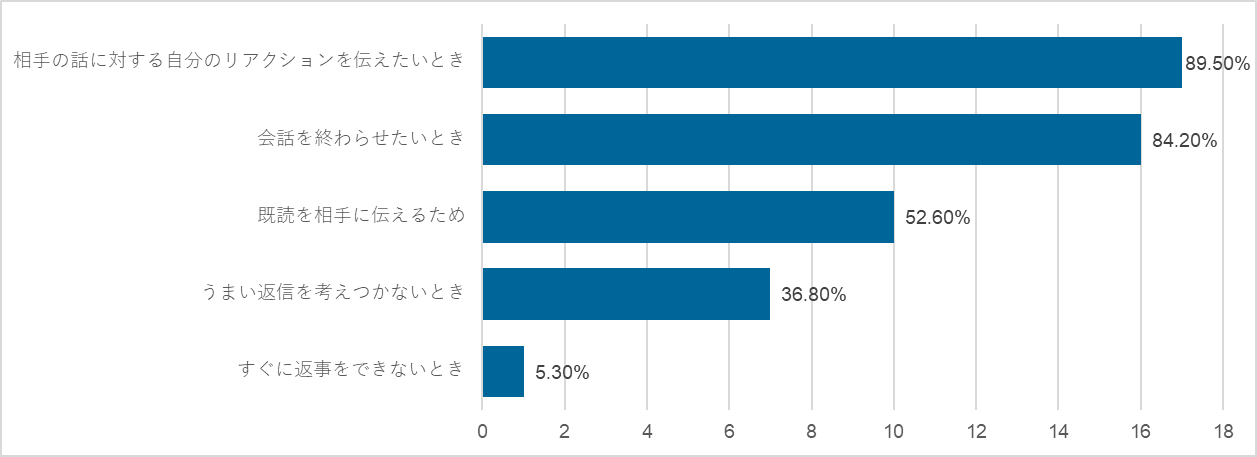 相手の話に対する自分のリアクションを伝えたいとき
89.50%
会話を終わらせたいとき
84.20%
既読を相手に伝えるため
52.60%
うまい返信を考えつかないとき
36.80%
すぐに返事をできないとき
5.30%
0 2 4 6 8 10 12 14 16 18